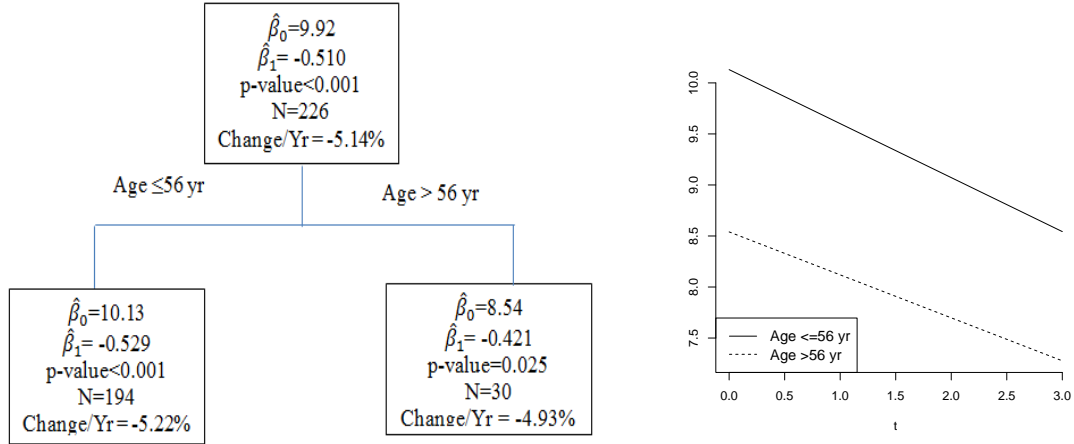 β̂₀=9.92
β̂₁= -0.510
p-value<0.001
N=226
Change/Yr = -5.14%
Age ≤56 yr
Age > 56 yr
β̂₀=10.13
β̂₁= -0.529
p-value<0.001
N=194
Change/Yr = -5.22%
β̂₀=8.54
β̂₁= -0.421
p-value=0.025
N=30
Change/Yr = -4.93%
10.0
9.5
9.0
8.5
8.0
7.5
Age <=56 yr
Age >56 yr
0.0 0.5 1.0 1.5 2.0 2.5 3.0
t